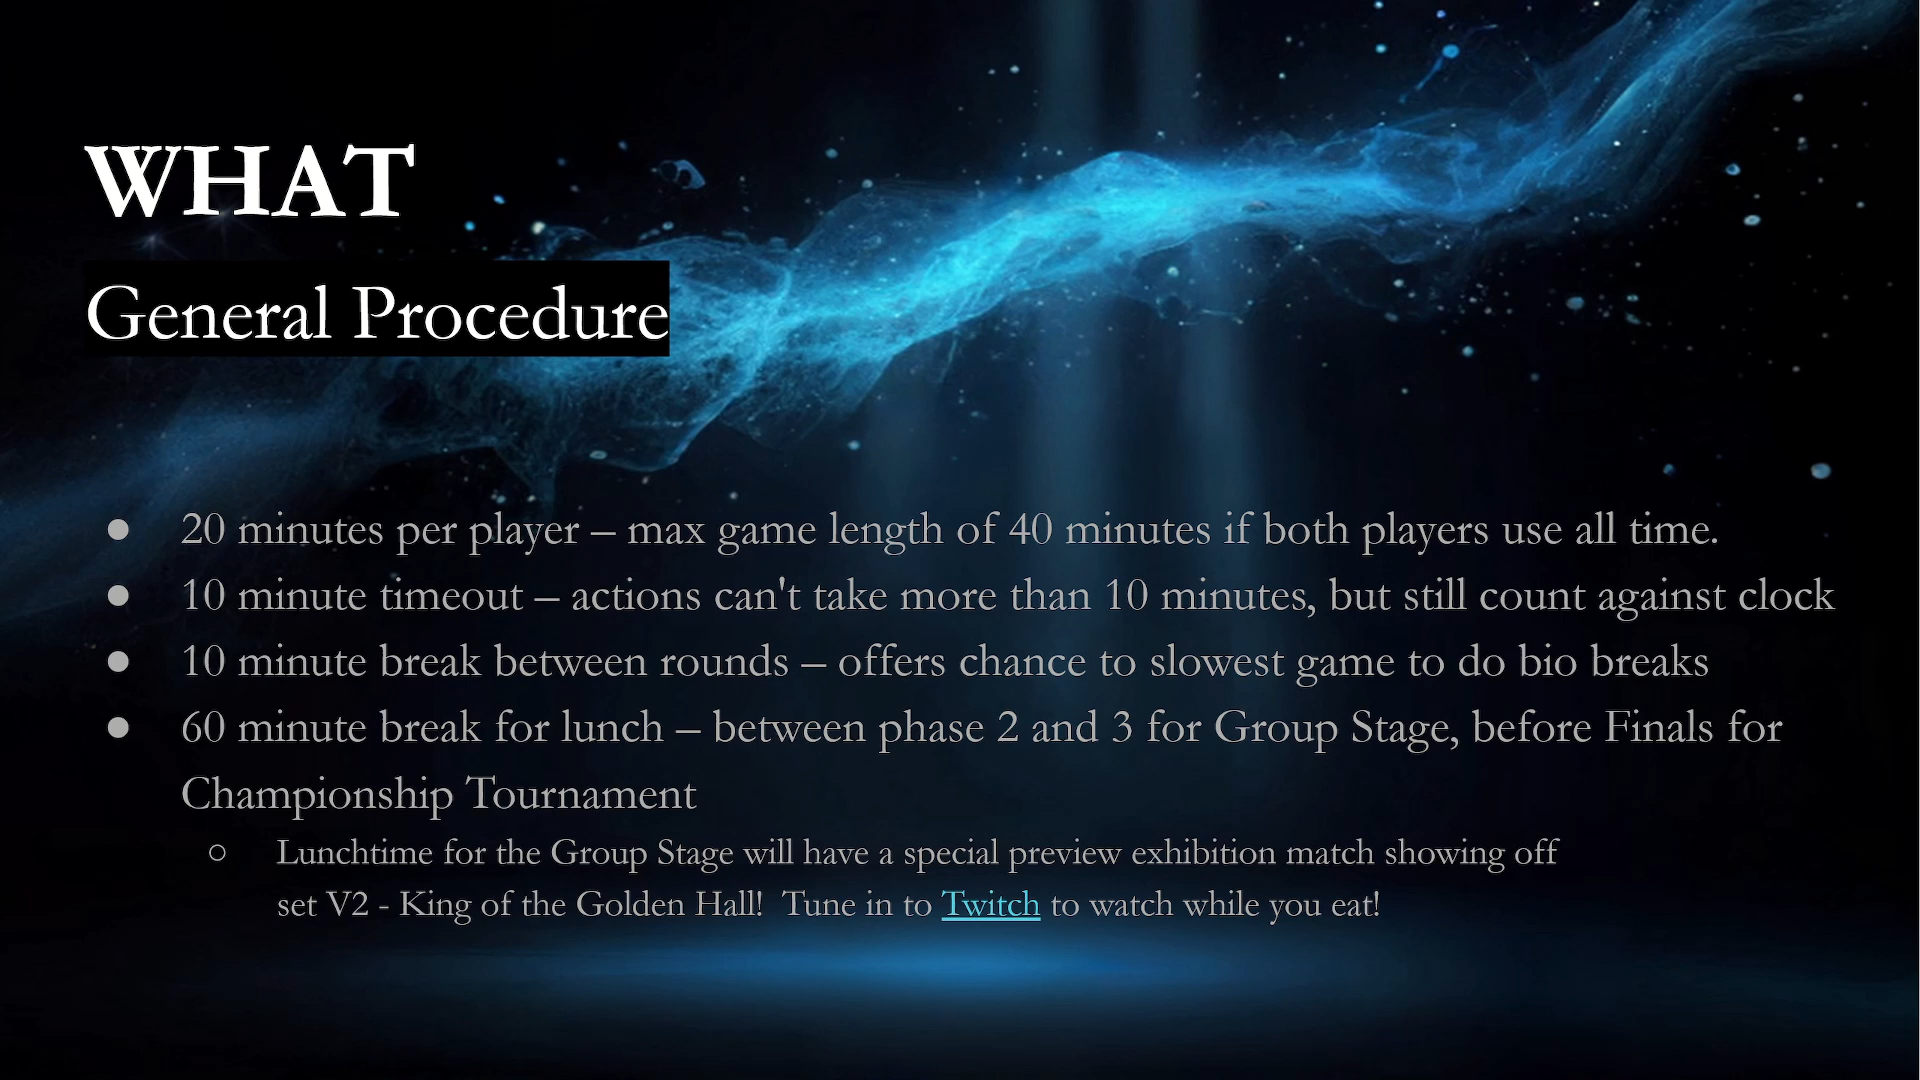 WHAT
General Procedure
● 20 minutes per player – max game length of 40 minutes if both players use all time.
● 10 minute timeout – actions can't take more than 10 minutes, but still count against clock
● 10 minute break between rounds – offers chance to slowest game to do bio breaks
● 60 minute break for lunch – between phase 2 and 3 for Group Stage, before Finals for
Championship Tournament
○ Lunchtime for the Group Stage will have a special preview exhibition match showing off
set V2 - King of the Golden Hall!  Tune in to Twitch to watch while you eat!